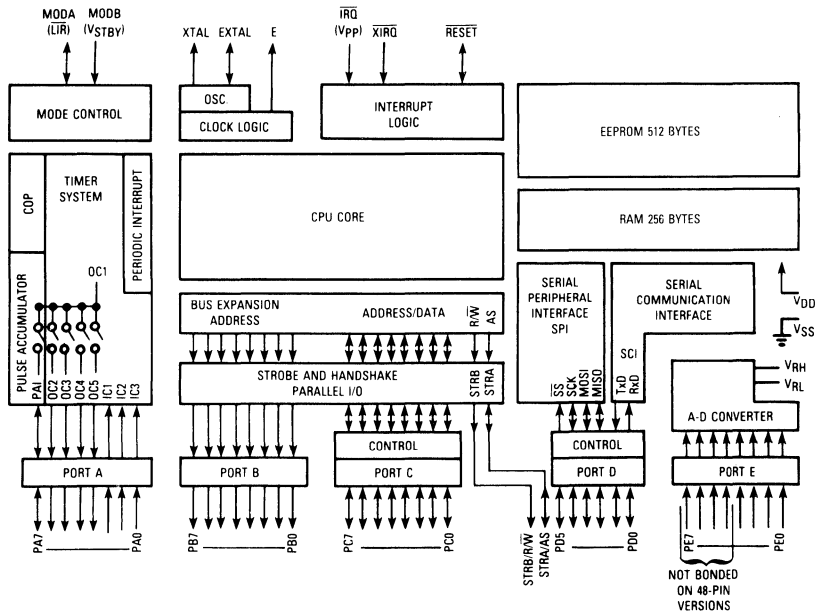 MODA
(LIR)
MODB
(VSTBY)
XTAL
EXTAL
E
IRQ
(VPP)
XIRQ
RESET
MODE CONTROL
OSC.
CLOCK LOGIC
INTERRUPT
LOGIC
EEPROM 512 BYTES
COP
TIMER
SYSTEM
PERIODIC INTERRUPT
CPU CORE
RAM 256 BYTES
PULSE ACCUMULATOR
OC1
PAI
OC2
OC3
OC4
OC5
IC1
IC2
IC3
BUS EXPANSION
ADDRESS
ADDRESS/DATA
R/W
AS
STROBE AND HANDSHAKE
PARALLEL I/O
STRB
STRA
SERIAL
PERIPHERAL
INTERFACE
SPI
SS
SCK
MOSI
MISO
SERIAL
COMMUNICATION
INTERFACE
SCI
TxD
RxD
VDD
VSS
VRH
VRL
A-D CONVERTER
CONTROL
CONTROL
PORT A
PORT B
PORT C
PORT D
PORT E
PA7
PA0
PB7
PB0
PC7
PC0
STRB/R/W
STRA/AS
PD5
PD0
PE7
PE0
NOT BONDED
ON 48-PIN
VERSIONS